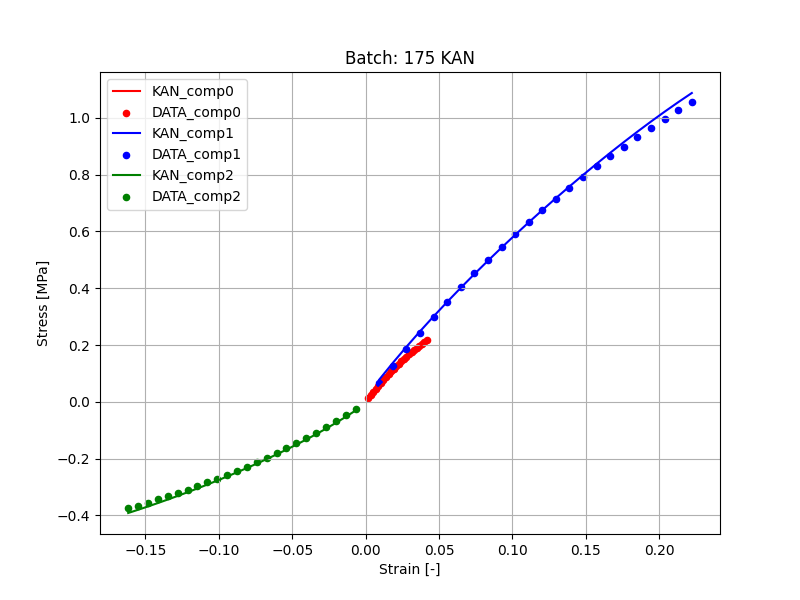 Batch: 175 KAN
KAN_comp0
DATA_comp0
KAN_comp1
DATA_comp1
KAN_comp2
DATA_comp2
Stress [MPa]
1.0
0.8
0.6
0.4
0.2
0.0
−0.2
−0.4
−0.15 −0.10 −0.05 0.00 0.05 0.10 0.15 0.20
Strain [-]